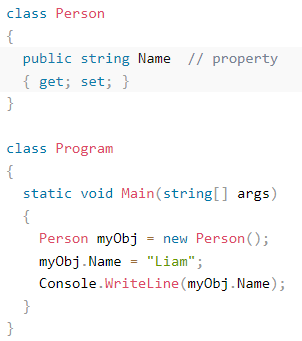 class Person
{
  public string Name  // property
  { get; set; }
}

class Program
{
  static void Main(string[] args)
  {
    Person myObj = new Person();
    myObj.Name = "Liam";
    Console.WriteLine(myObj.Name);
  }
}